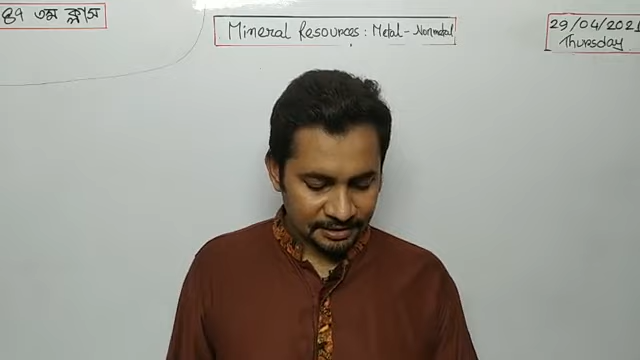 ৪৭ তম ক্লাস
Mineral Resources : Metal - Nonmetal
29/04/2021
Thursday